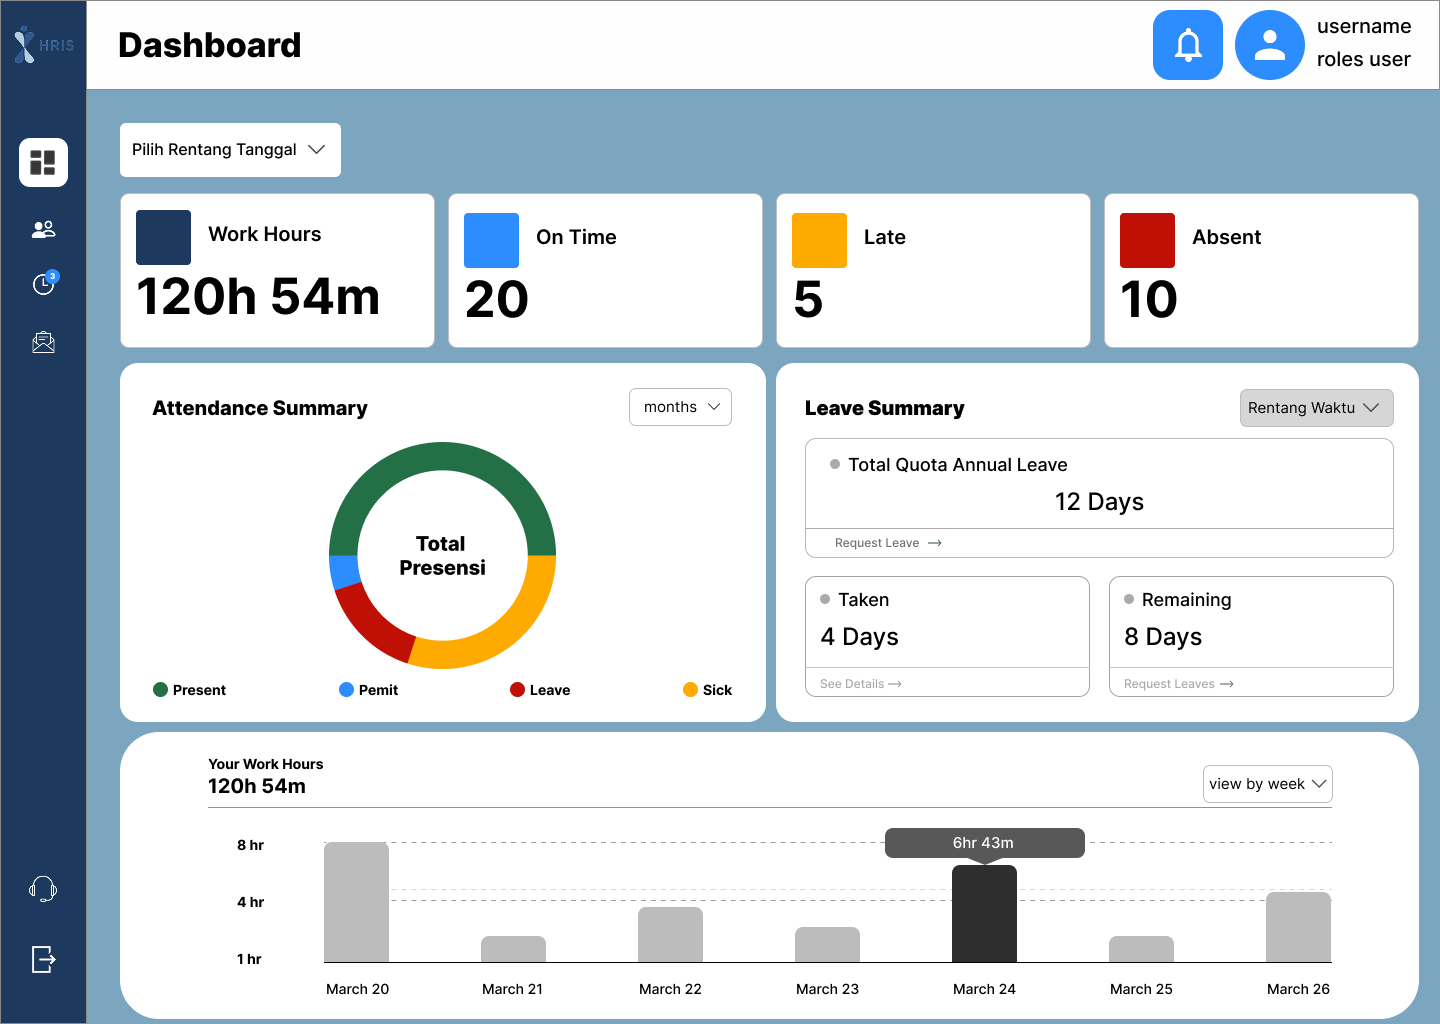 HRIS
Dashboard
username
roles user
3
Pilih Rentang Tanggal
Work Hours
120h 54m
On Time
20
Late
5
Absent
10
Attendance Summary
months
Total
Presensi
Present
Pemit
Leave
Sick
Leave Summary
Rentang Waktu
Total Quota Annual Leave
12 Days
Request Leave
Taken
4 Days
See Details
Remaining
8 Days
Request Leaves
Your Work Hours
120h 54m
view by week
8 hr
4 hr
1 hr
6hr 43m
March 20
March 21
March 22
March 23
March 24
March 25
March 26